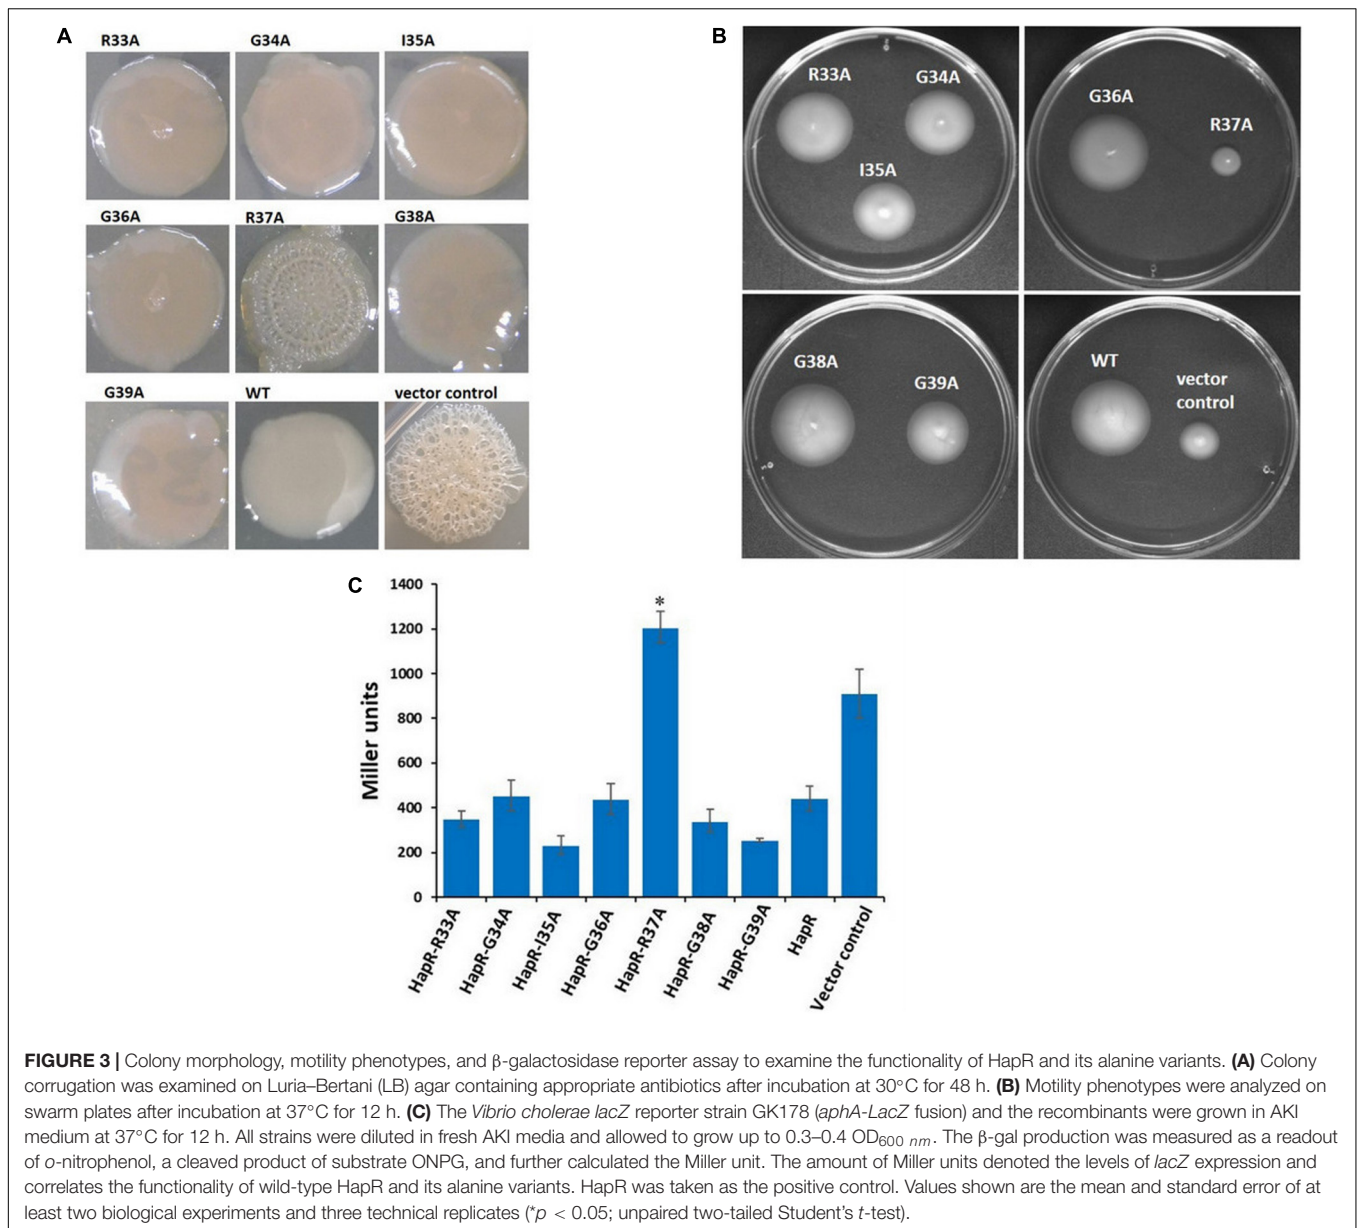 A
R33A G34A I35A
G36A R37A G38A
G39A WT vector control
B
R33A G34A
I35A
G36A
R37A
G38A
G39A
WT
vector
control
C
Miller units
1400
1200
1000
800
600
400
200
0
*
HapR-R33A
HapR-G34A
HapR-I35A
HapR-G36A
HapR-R37A
HapR-G38A
HapR-G39A
HapR
Vector control
FIGURE 3 | Colony morphology, motility phenotypes, and β-galactosidase reporter assay to examine the functionality of HapR and its alanine variants. (A) Colony
corrugation was examined on Luria–Bertani (LB) agar containing appropriate antibiotics after incubation at 30°C for 48 h. (B) Motility phenotypes were analyzed on
swarm plates after incubation at 37°C for 12 h. (C) The Vibrio cholerae lacZ reporter strain GK178 (aphA-LacZ fusion) and the recombinants were grown in AKI
medium at 37°C for 12 h. All strains were diluted in fresh AKI media and allowed to grow up to 0.3–0.4 OD600 nm. The β-gal production was measured as a readout
of o-nitrophenol, a cleaved product of substrate ONPG, and further calculated the Miller unit. The amount of Miller units denoted the levels of lacZ expression and
correlates the functionality of wild-type HapR and its alanine variants. HapR was taken as the positive control. Values shown are the mean and standard error of at
least two biological experiments and three technical replicates (*p < 0.05; unpaired two-tailed Student's t-test).